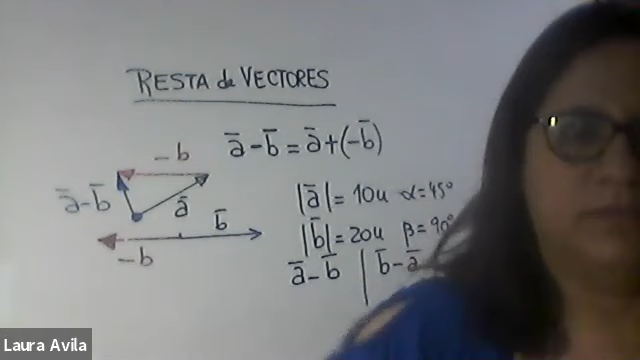 RESTA de VECTORES
a̅ - b̅ = a̅ + (-b̅)
-b
a̅ - b̅
a̅
b̅
-b
|a̅| = 10u α = 45°
|b̅| = 20u β = 90°
a̅ - b̅ | b̅ - a̅
Laura Avila